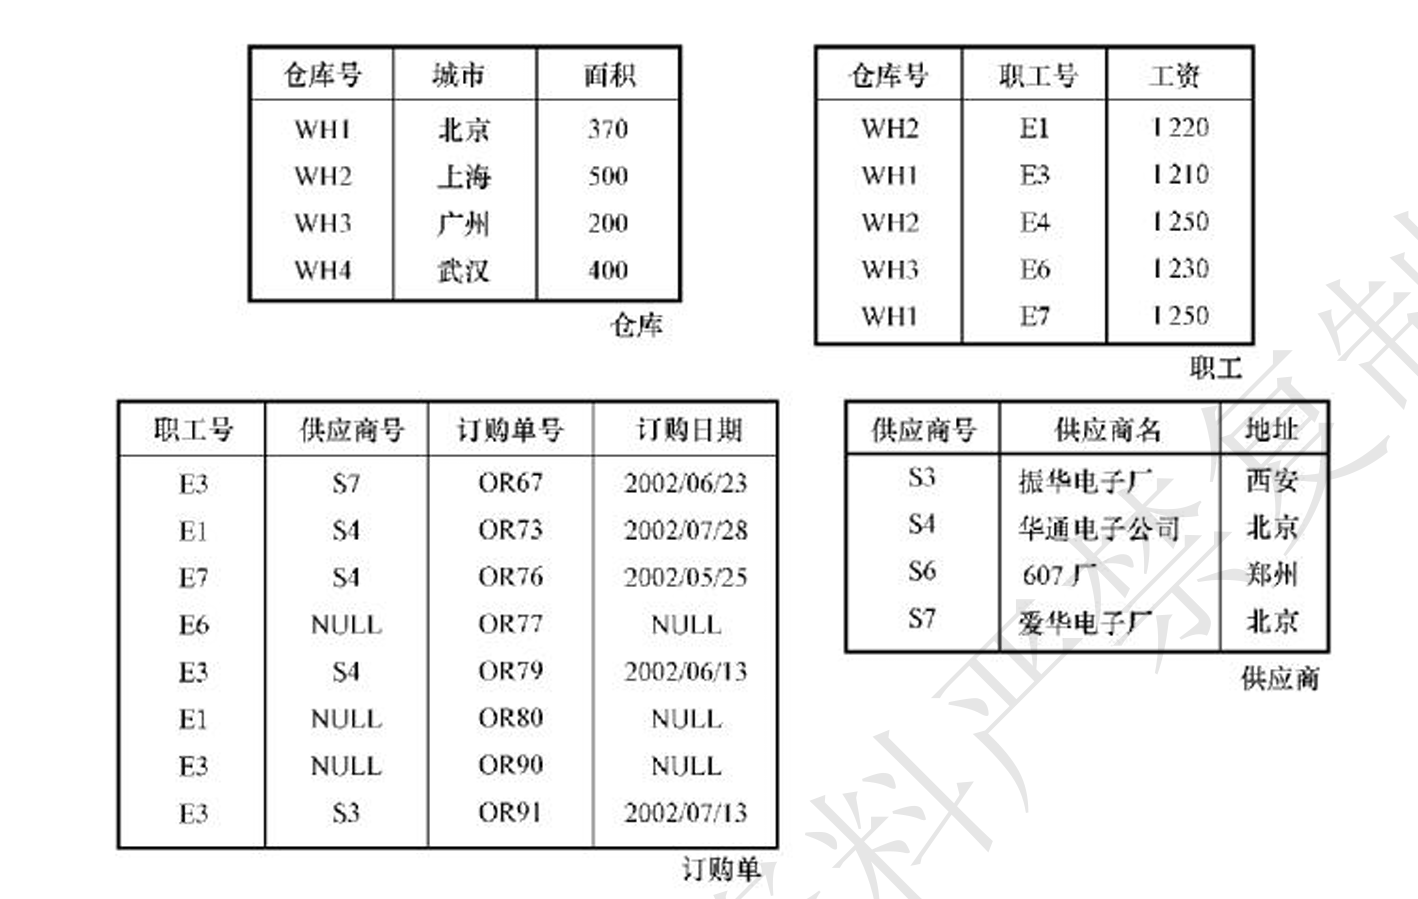 仓库号 城市 面积
WH1 北京 370
WH2 上海 500
WH3 广州 200
WH4 武汉 400
仓库
仓库号 职工号 工资
WH2 E1 1220
WH1 E3 1210
WH2 E4 1250
WH3 E6 1230
WH1 E7 1250
职工
职工号 供应商号 订购单号 订购日期
E3 S7 OR67 2002/06/23
E1 S4 OR73 2002/07/28
E7 S4 OR76 2002/05/25
E6 NULL OR77 NULL
E3 S4 OR79 2002/06/13
E1 NULL OR80 NULL
E3 NULL OR90 NULL
E3 S3 OR91 2002/07/13
订购单
供应商号 供应商名 地址
S3 振华电子厂 西安
S4 华通电子公司 北京
S6 607厂 郑州
S7 爱华电子厂 北京
供应商
料严禁复制